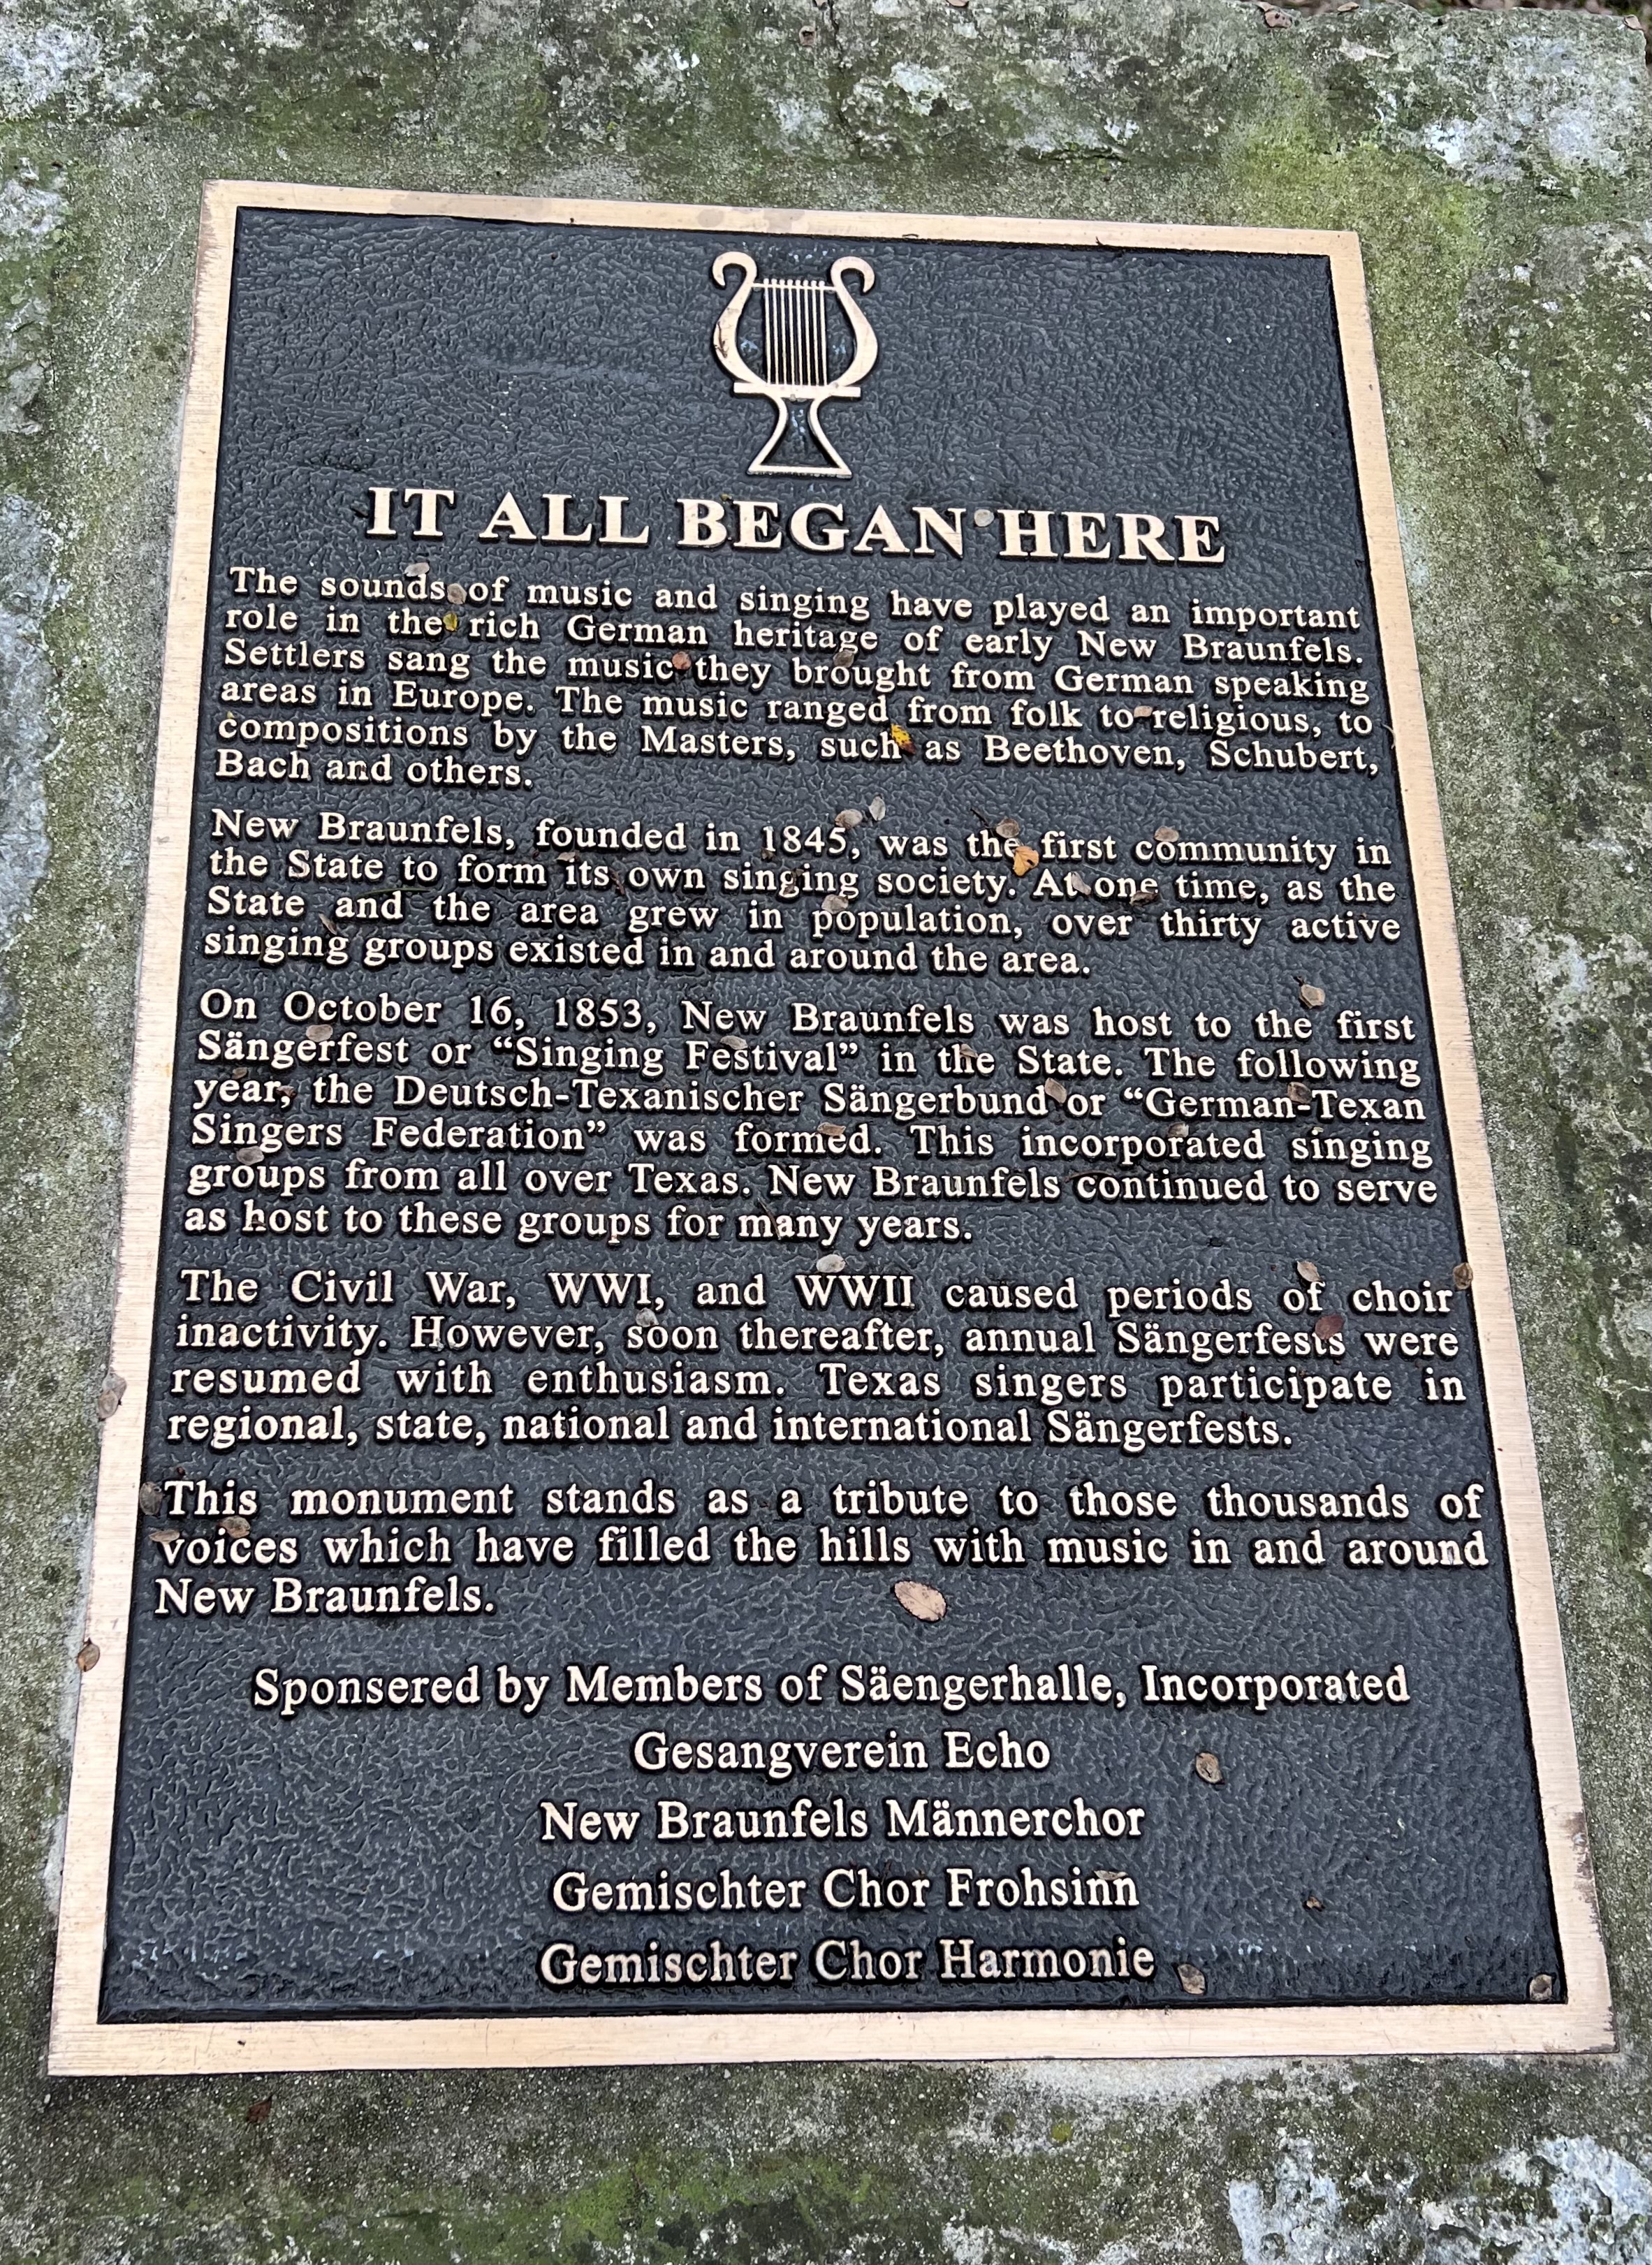 IT ALL BEGAN HERE
The sounds of music and singing have played an important
role in the rich German heritage of early New Braunfels.
Settlers sang the music they brought from German speaking
areas in Europe. The music ranged from folk to religious, to
compositions by the Masters, such as Beethoven, Schubert,
Bach and others.
New Braunfels, founded in 1845, was the first community in
the State to form its own singing society. At one time, as the
State and the area grew in population, over thirty active
singing groups existed in and around the area.
On October 16, 1853, New Braunfels was host to the first
Sängerfest or “Singing Festival” in the State. The following
year, the Deutsch-Texanischer Sängerbund or “German-Texan
Singers Federation” was formed. This incorporated singing
groups from all over Texas. New Braunfels continued to serve
as host to these groups for many years.
The Civil War, WWI, and WWII caused periods of choir
inactivity. However, soon thereafter, annual Sängerfests were
resumed with enthusiasm. Texas singers participate in
regional, state, national and international Sängerfests.
This monument stands as a tribute to those thousands of
voices which have filled the hills with music in and around
New Braunfels.
Sponsered by Members of Säengerhalle, Incorporated
Gesangverein Echo
New Braunfels Männerchor
Gemischter Chor Frohsinn
Gemischter Chor Harmonie